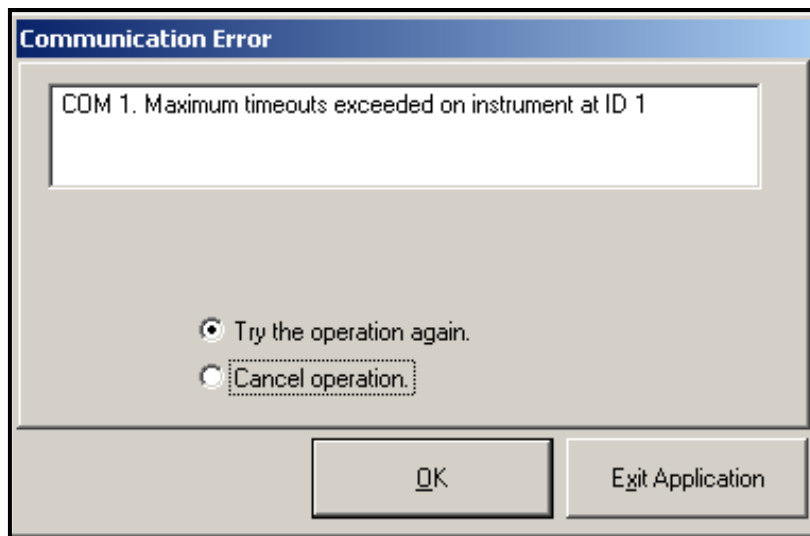 Communication Error
COM 1. Maximum timeouts exceeded on instrument at ID 1
Try the operation again.
Cancel operation.
OK
Exit Application